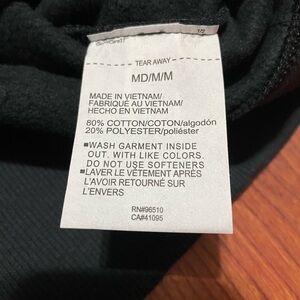 TEAR AWAY
MD/M/M
MADE IN VIETNAM/
FABRIQUÉ AU VIETNAM/
HECHO EN VIETNAM
80% COTTON/COTON/algodón
20% POLYESTER/poliéster
■WASH GARMENT INSIDE
OUT. WITH LIKE COLORS.
DO NOT USE SOFTENERS
■LAVER LE VÊTEMENT APRÈS
L'AVOIR RETOURNÉ SUR
L'ENVERS
RN#96510
CA#41095